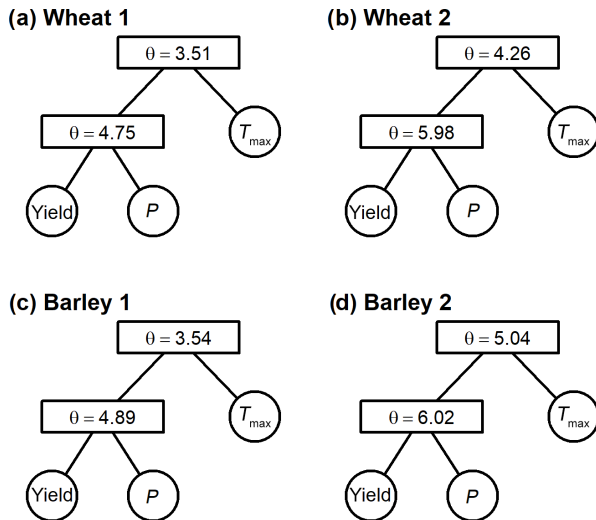 (a) Wheat 1
θ = 3.51
θ = 4.75
Tmax
Yield
P
(b) Wheat 2
θ = 4.26
θ = 5.98
Tmax
Yield
P
(c) Barley 1
θ = 3.54
θ = 4.89
Tmax
Yield
P
(d) Barley 2
θ = 5.04
θ = 6.02
Tmax
Yield
P